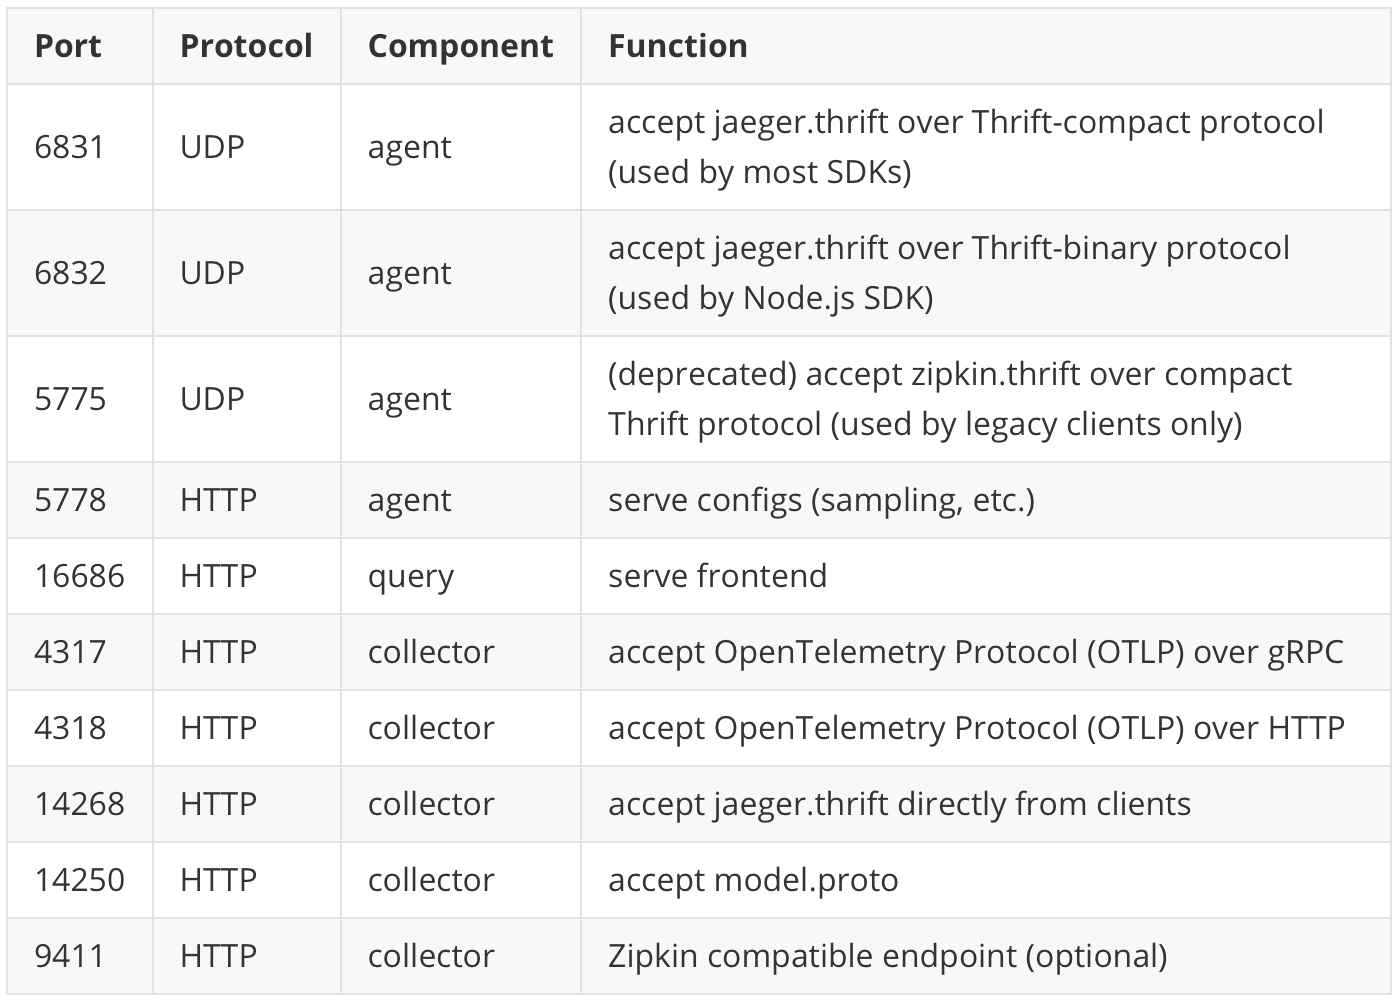 Port Protocol Component Function
6831 UDP agent accept jaeger.thrift over Thrift-compact protocol
(used by most SDKs)
6832 UDP agent accept jaeger.thrift over Thrift-binary protocol
(used by Node.js SDK)
5775 UDP agent (deprecated) accept zipkin.thrift over compact
Thrift protocol (used by legacy clients only)
5778 HTTP agent serve configs (sampling, etc.)
16686 HTTP query serve frontend
4317 HTTP collector accept OpenTelemetry Protocol (OTLP) over gRPC
4318 HTTP collector accept OpenTelemetry Protocol (OTLP) over HTTP
14268 HTTP collector accept jaeger.thrift directly from clients
14250 HTTP collector accept model.proto
9411 HTTP collector Zipkin compatible endpoint (optional)